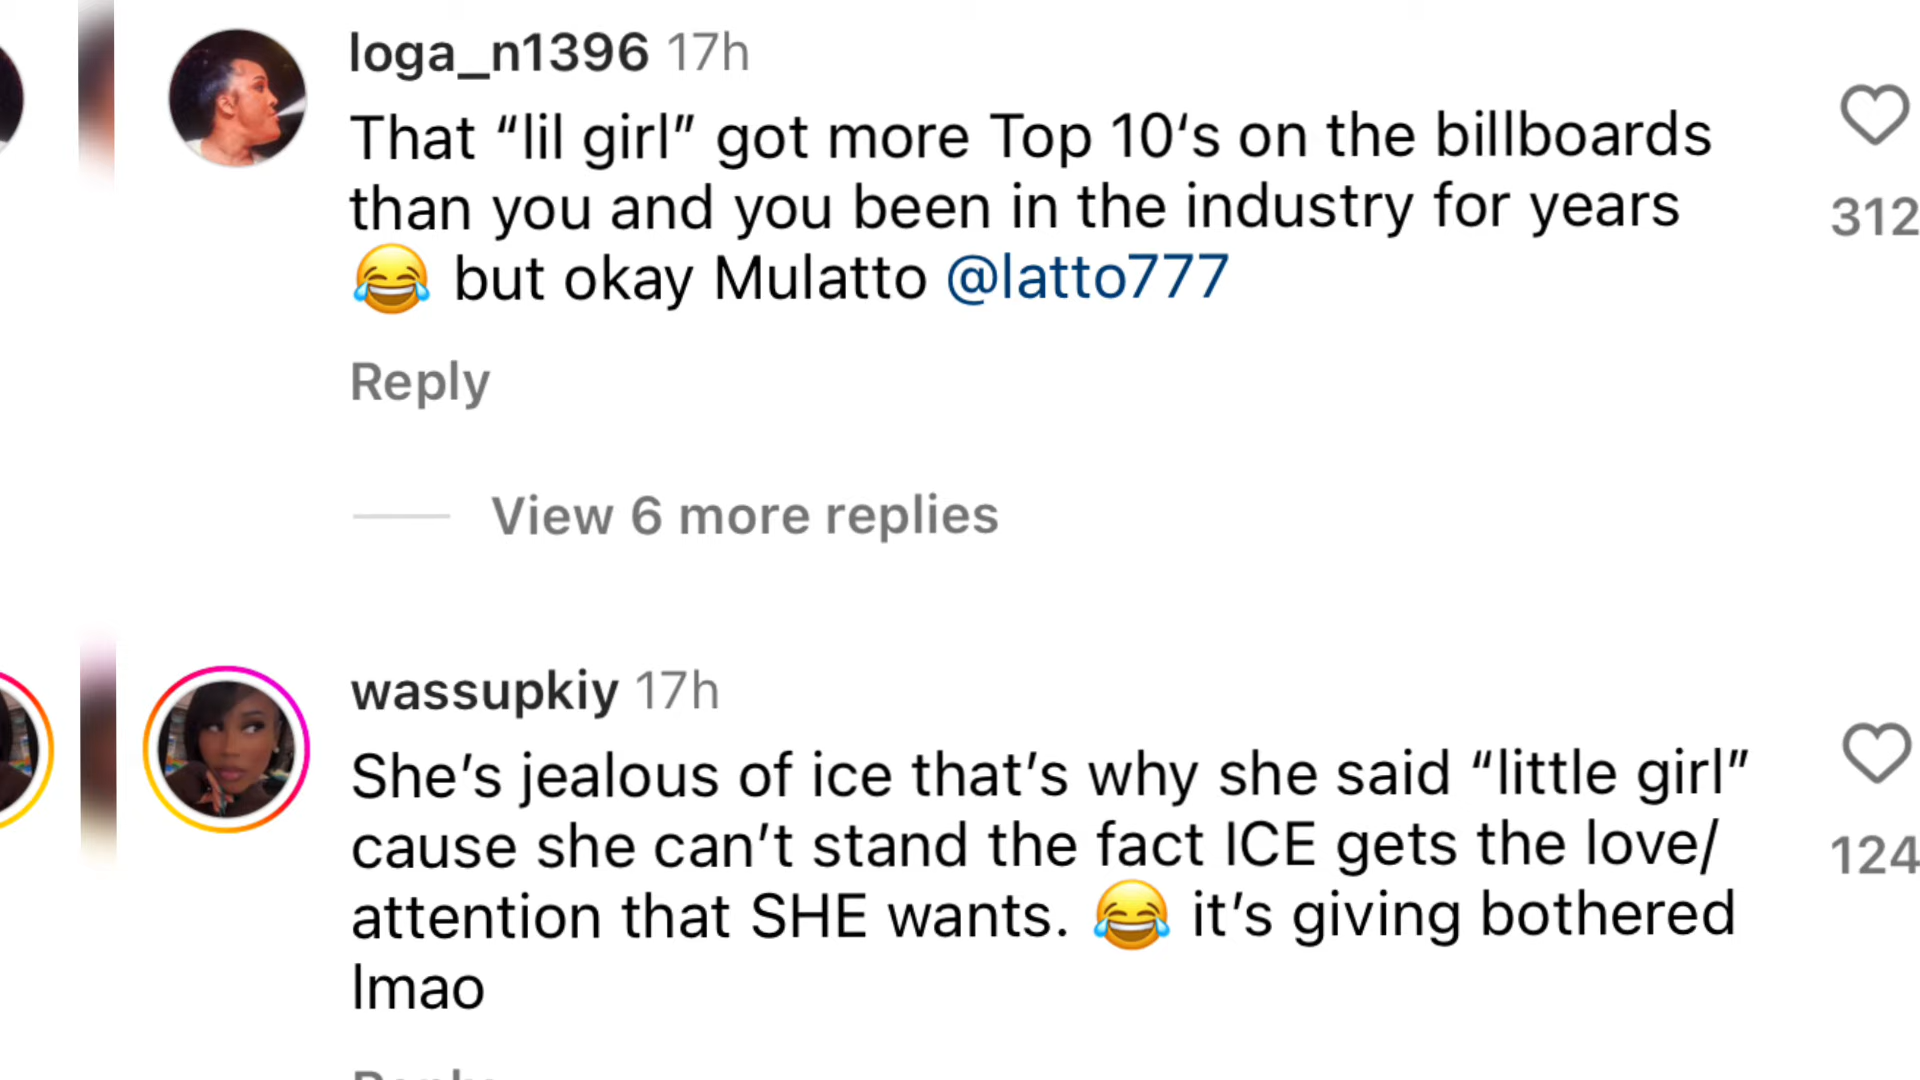 loga_n1396 17h
That “lil girl” got more Top 10‘s on the billboards
than you and you been in the industry for years
😂 but okay Mulatto @latto777
312
Reply
View 6 more replies
wassupkiy 17h
She’s jealous of ice that’s why she said “little girl”
cause she can’t stand the fact ICE gets the love/
attention that SHE wants. 😂 it’s giving bothered
lmao
124
Reply